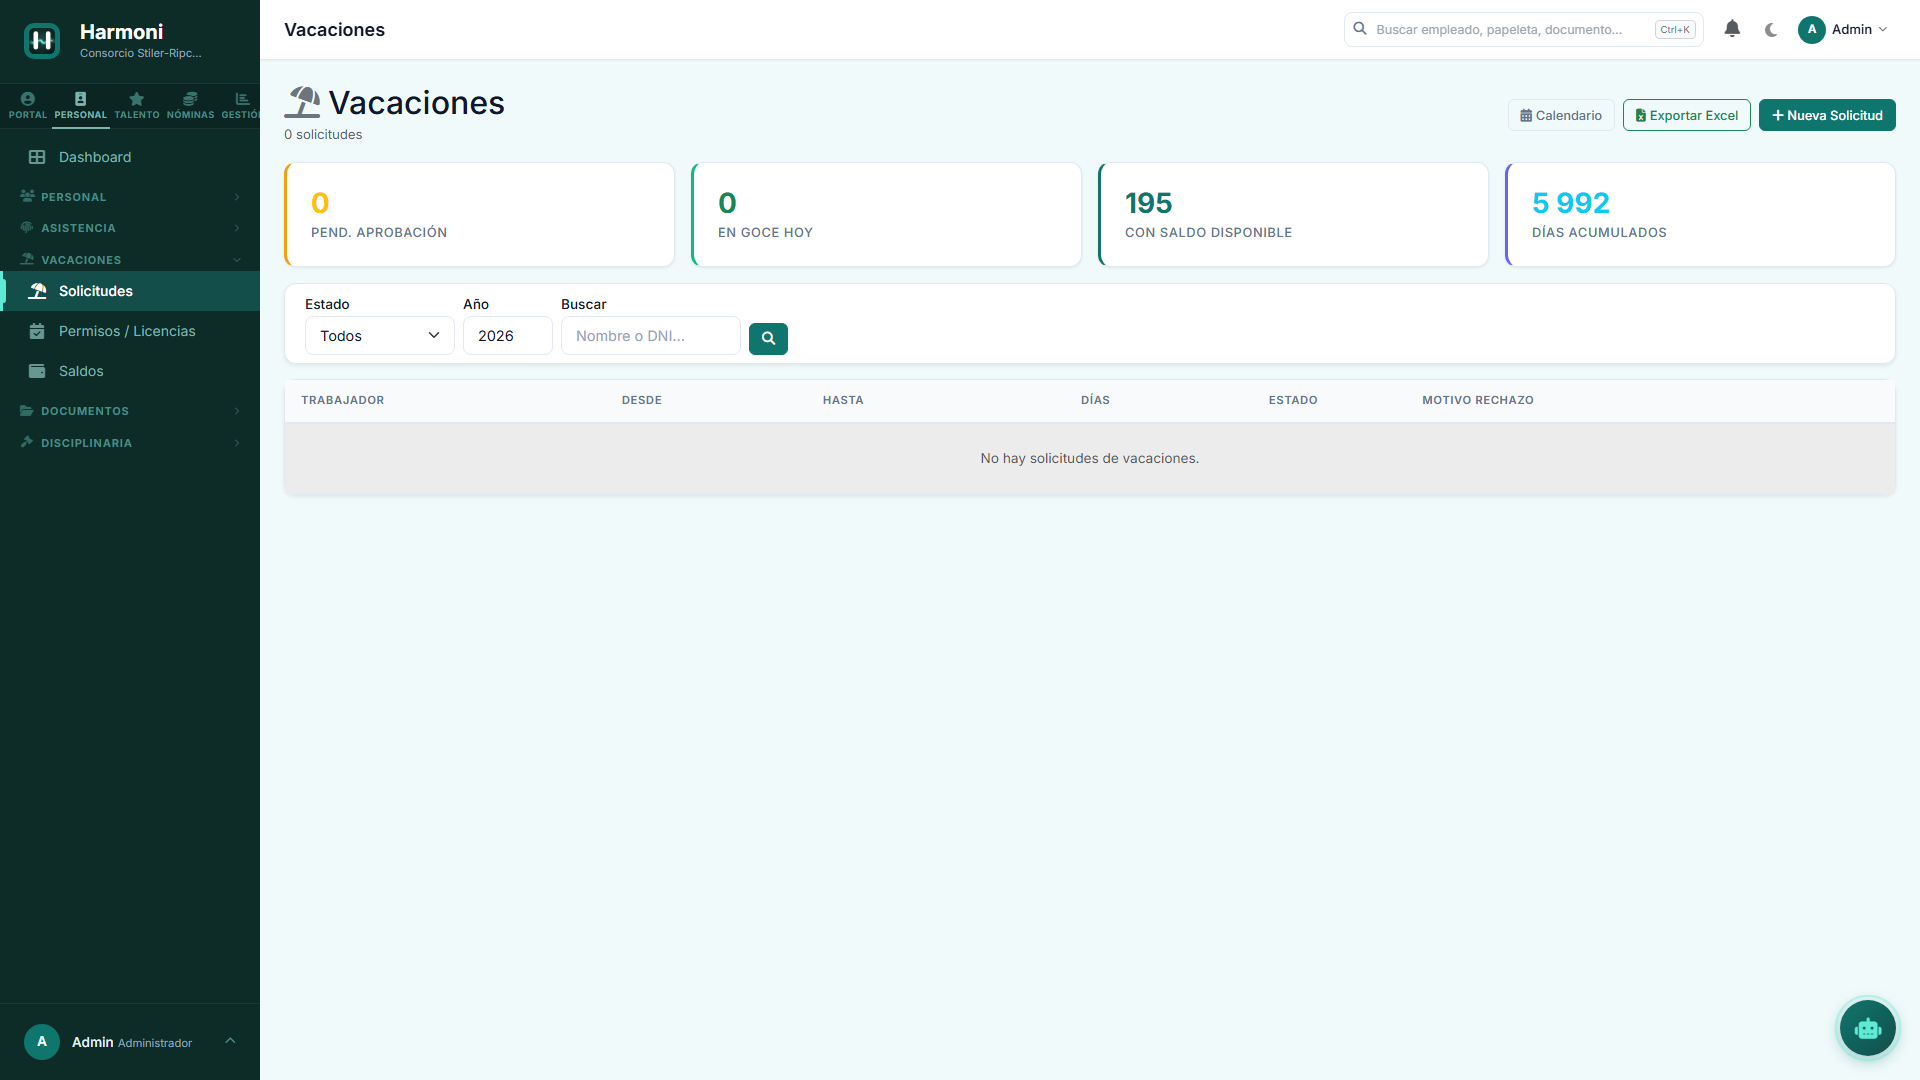 Harmoni
Consorcio Stiler-Ripc...
PORTAL PERSONAL TALENTO NÓMINAS GESTIÓ
Dashboard
PERSONAL
ASISTENCIA
VACACIONES
Solicitudes
Permisos / Licencias
Saldos
DOCUMENTOS
DISCIPLINARIA
A Admin Administrador
Vacaciones
Buscar empleado, papeleta, documento... Ctrl+K
A Admin
Vacaciones
0 solicitudes
Calendario Exportar Excel Nueva Solicitud
0
PEND. APROBACIÓN
0
EN GOCE HOY
195
CON SALDO DISPONIBLE
5 992
DÍAS ACUMULADOS
Estado Año Buscar
Todos 2026 Nombre o DNI...
TRABAJADOR DESDE HASTA DÍAS ESTADO MOTIVO RECHAZO
No hay solicitudes de vacaciones.